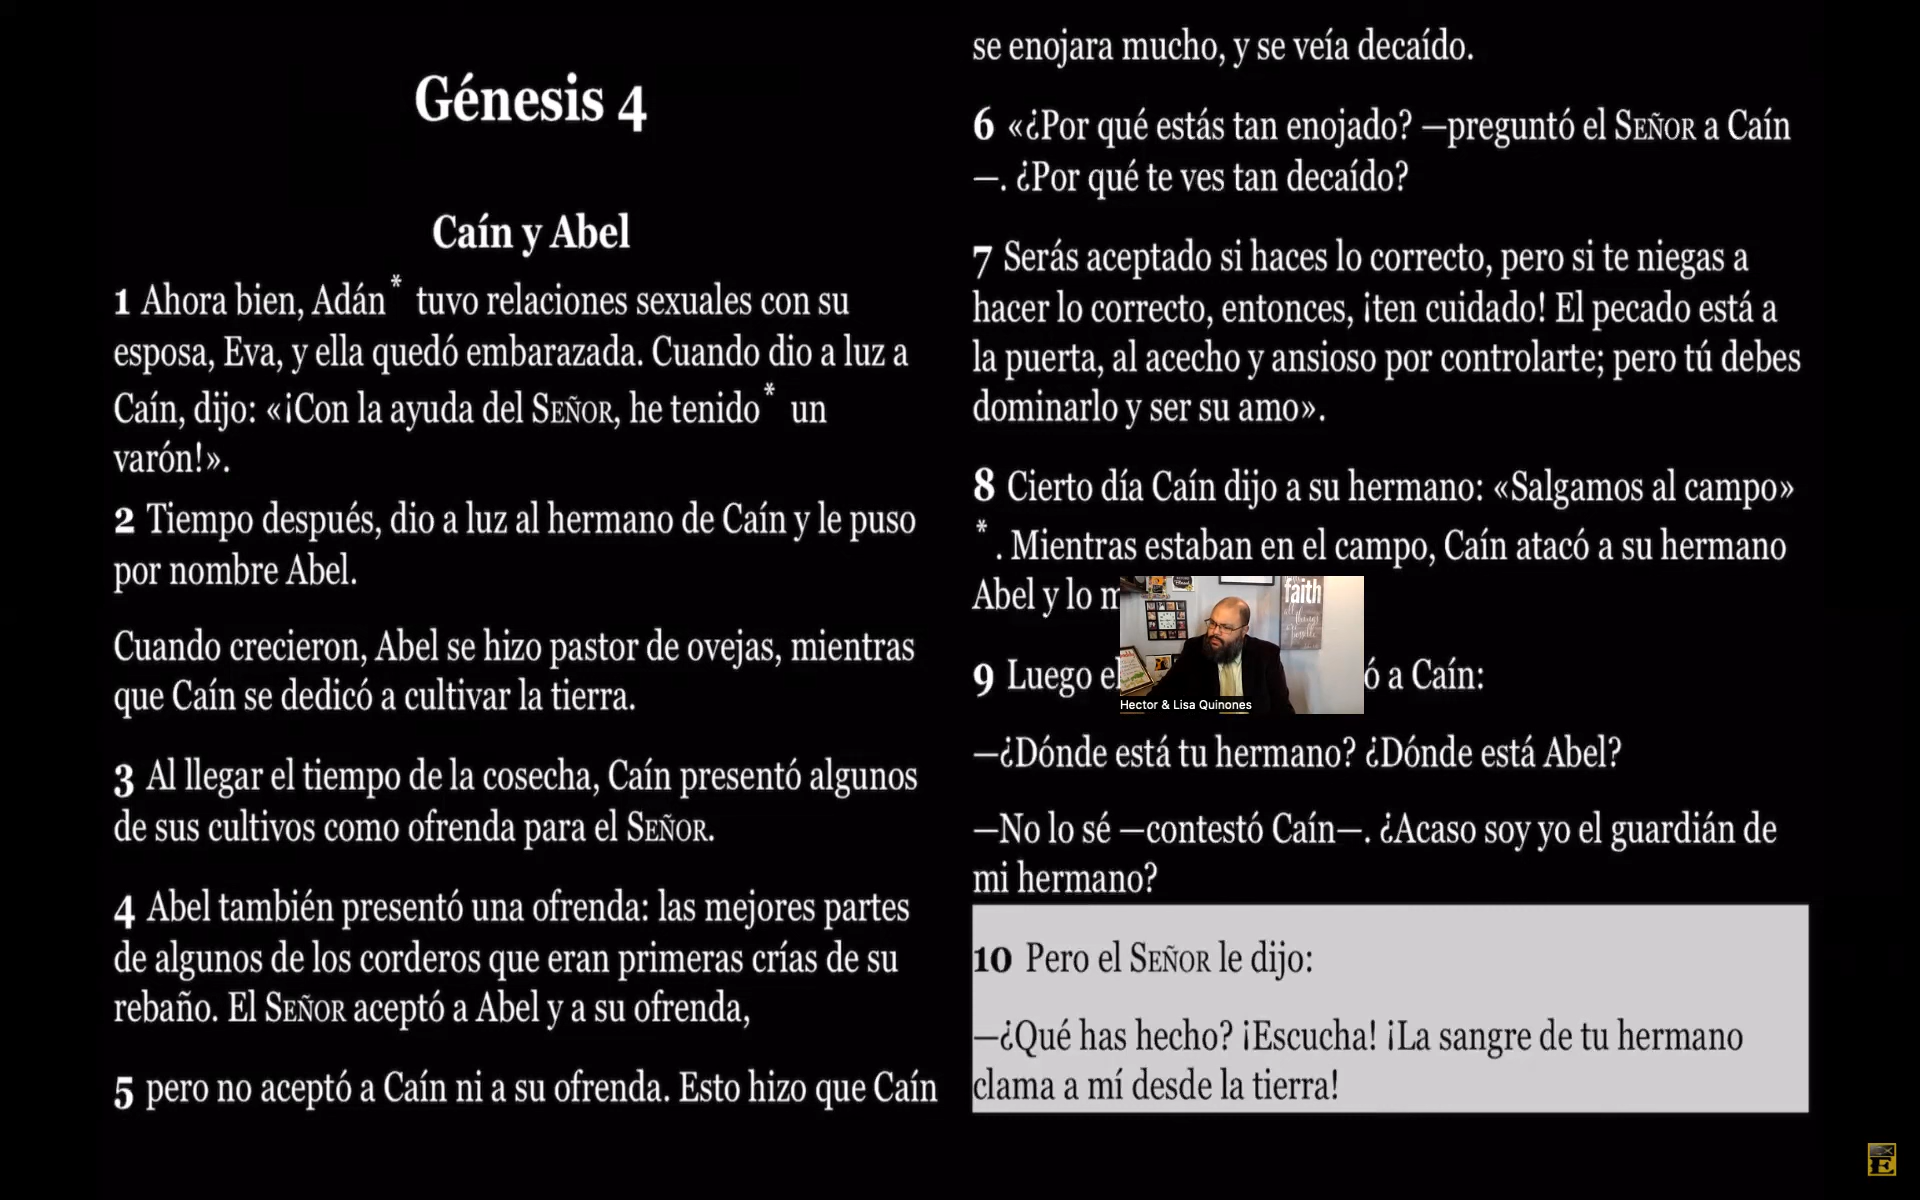 Génesis 4
Caín y Abel
1 Ahora bien, Adán* tuvo relaciones sexuales con su
esposa, Eva, y ella quedó embarazada. Cuando dio a luz a
Caín, dijo: «¡Con la ayuda del SEÑOR, he tenido* un
varón!».
2 Tiempo después, dio a luz al hermano de Caín y le puso
por nombre Abel.
Cuando crecieron, Abel se hizo pastor de ovejas, mientras
que Caín se dedicó a cultivar la tierra.
3 Al llegar el tiempo de la cosecha, Caín presentó algunos
de sus cultivos como ofrenda para el SEÑOR.
4 Abel también presentó una ofrenda: las mejores partes
de algunos de los corderos que eran primeras crías de su
rebaño. El SEÑOR aceptó a Abel y a su ofrenda,
5 pero no aceptó a Caín ni a su ofrenda. Esto hizo que Caín
se enojara mucho, y se veía decaído.
6 «¿Por qué estás tan enojado? —preguntó el SEÑOR a Caín
—. ¿Por qué te ves tan decaído?
7 Serás aceptado si haces lo correcto, pero si te niegas a
hacer lo correcto, entonces, ¡ten cuidado! El pecado está a
la puerta, al acecho y ansioso por controlarte; pero tú debes
dominarlo y ser su amo».
8 Cierto día Caín dijo a su hermano: «Salgamos al campo»
*. Mientras estaban en el campo, Caín atacó a su hermano
Abel y lo
faith
9 Luego el
ó a Caín:
Hector & Lisa Quinones
—¿Dónde está tu hermano? ¿Dónde está Abel?
—No lo sé —contestó Caín—. ¿Acaso soy yo el guardián de
mi hermano?
10 Pero el SEÑOR le dijo:
—¿Qué has hecho? ¡Escucha! ¡La sangre de tu hermano
clama a mí desde la tierra!
E